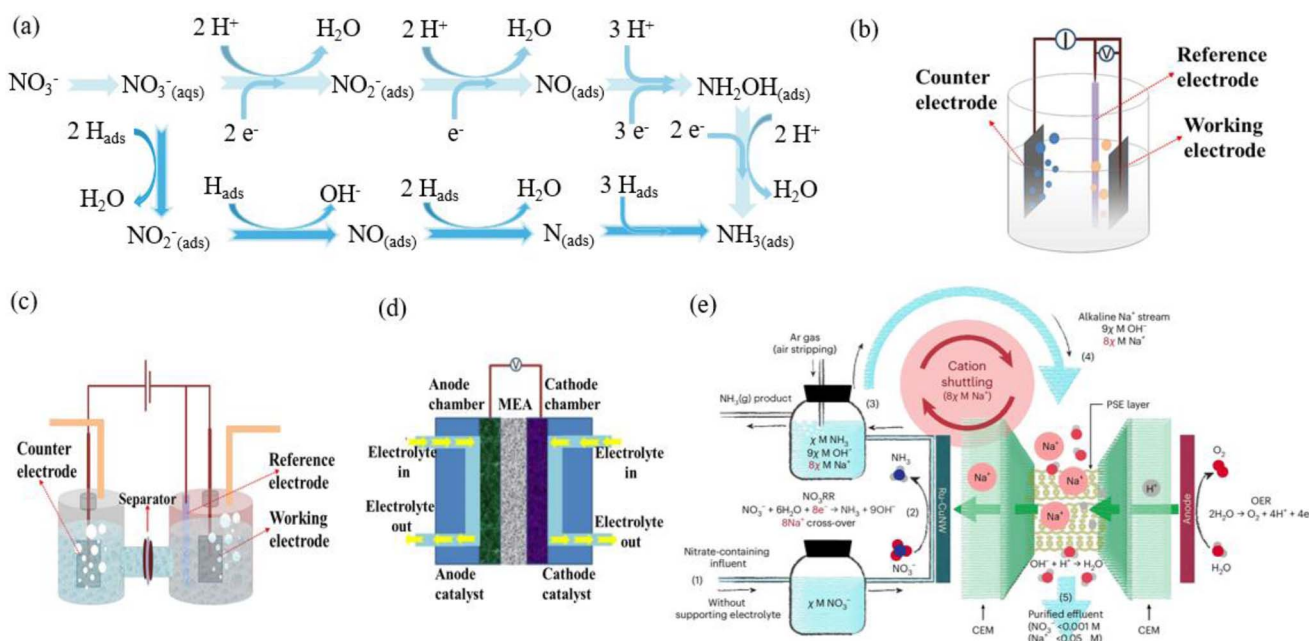 (a)
2 H⁺
H₂O
2 H⁺
H₂O
3 H⁺
NO₃⁻
NO₃⁻(aqs)
NO₂⁻(ads)
NO(ads)
NH₂OH(ads)
2 e⁻
e⁻
3 e⁻
2 e⁻
2 H⁺
2 Hads
H₂O
Hads
OH⁻
2 Hads
H₂O
3 Hads
H₂O
NO₂⁻(ads)
NO(ads)
N(ads)
NH₃(ads)
(b)
I
V
Reference
electrode
Counter
electrode
Working
electrode
(c)
Counter
electrode
Separator
Reference
electrode
Working
electrode
(d)
V
Anode
chamber
MEA
Cathode
chamber
Electrolyte
in
Electrolyte
in
Electrolyte
out
Electrolyte
out
Anode
catalyst
Cathode
catalyst
(e)
Ar gas
(air stripping)
NH₃(g) product
(3)
χ M NH₃
9χ M OH⁻
8χ M Na⁺
Cation
shuttling
(8χ M Na⁺)
(4)
Alkaline Na⁺ stream
9χ M OH⁻
8χ M Na⁺
PSE layer
NO₃RR
NO₃⁻ + 6H₂O + 8e⁻ → NH₃ + 9OH⁻
8Na⁺ cross-over
NH₃
(2)
NO₃⁻
Ru-CuNW
Na⁺
Na⁺
Na⁺
Na⁺
H⁺
Anode
O₂
OER
2H₂O → O₂ + 4H⁺ + 4e
H₂O
(1)
Nitrate-containing
influent
Without
supporting electrolyte
χ M NO₃⁻
OH⁻ + H⁺ → H₂O
(5)
Purified effluent
(NO₃⁻ <0.001 M
(Na⁺ <0.05 M)
CEM
CEM